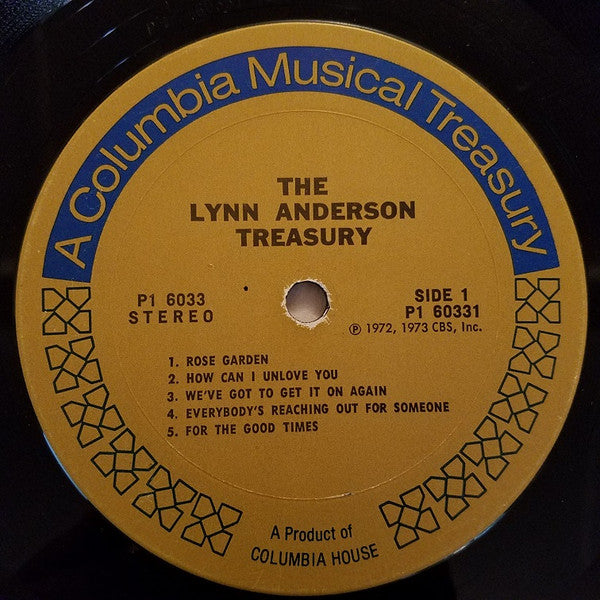 A Columbia Musical Treasury
THE
LYNN ANDERSON
TREASURY
P1 6033
STEREO
SIDE 1
P1 60331
Ⓟ 1972, 1973 CBS, Inc.
1. ROSE GARDEN
2. HOW CAN I UNLOVE YOU
3. WE'VE GOT TO GET IT ON AGAIN
4. EVERYBODY'S REACHING OUT FOR SOMEONE
5. FOR THE GOOD TIMES
A Product of
COLUMBIA HOUSE